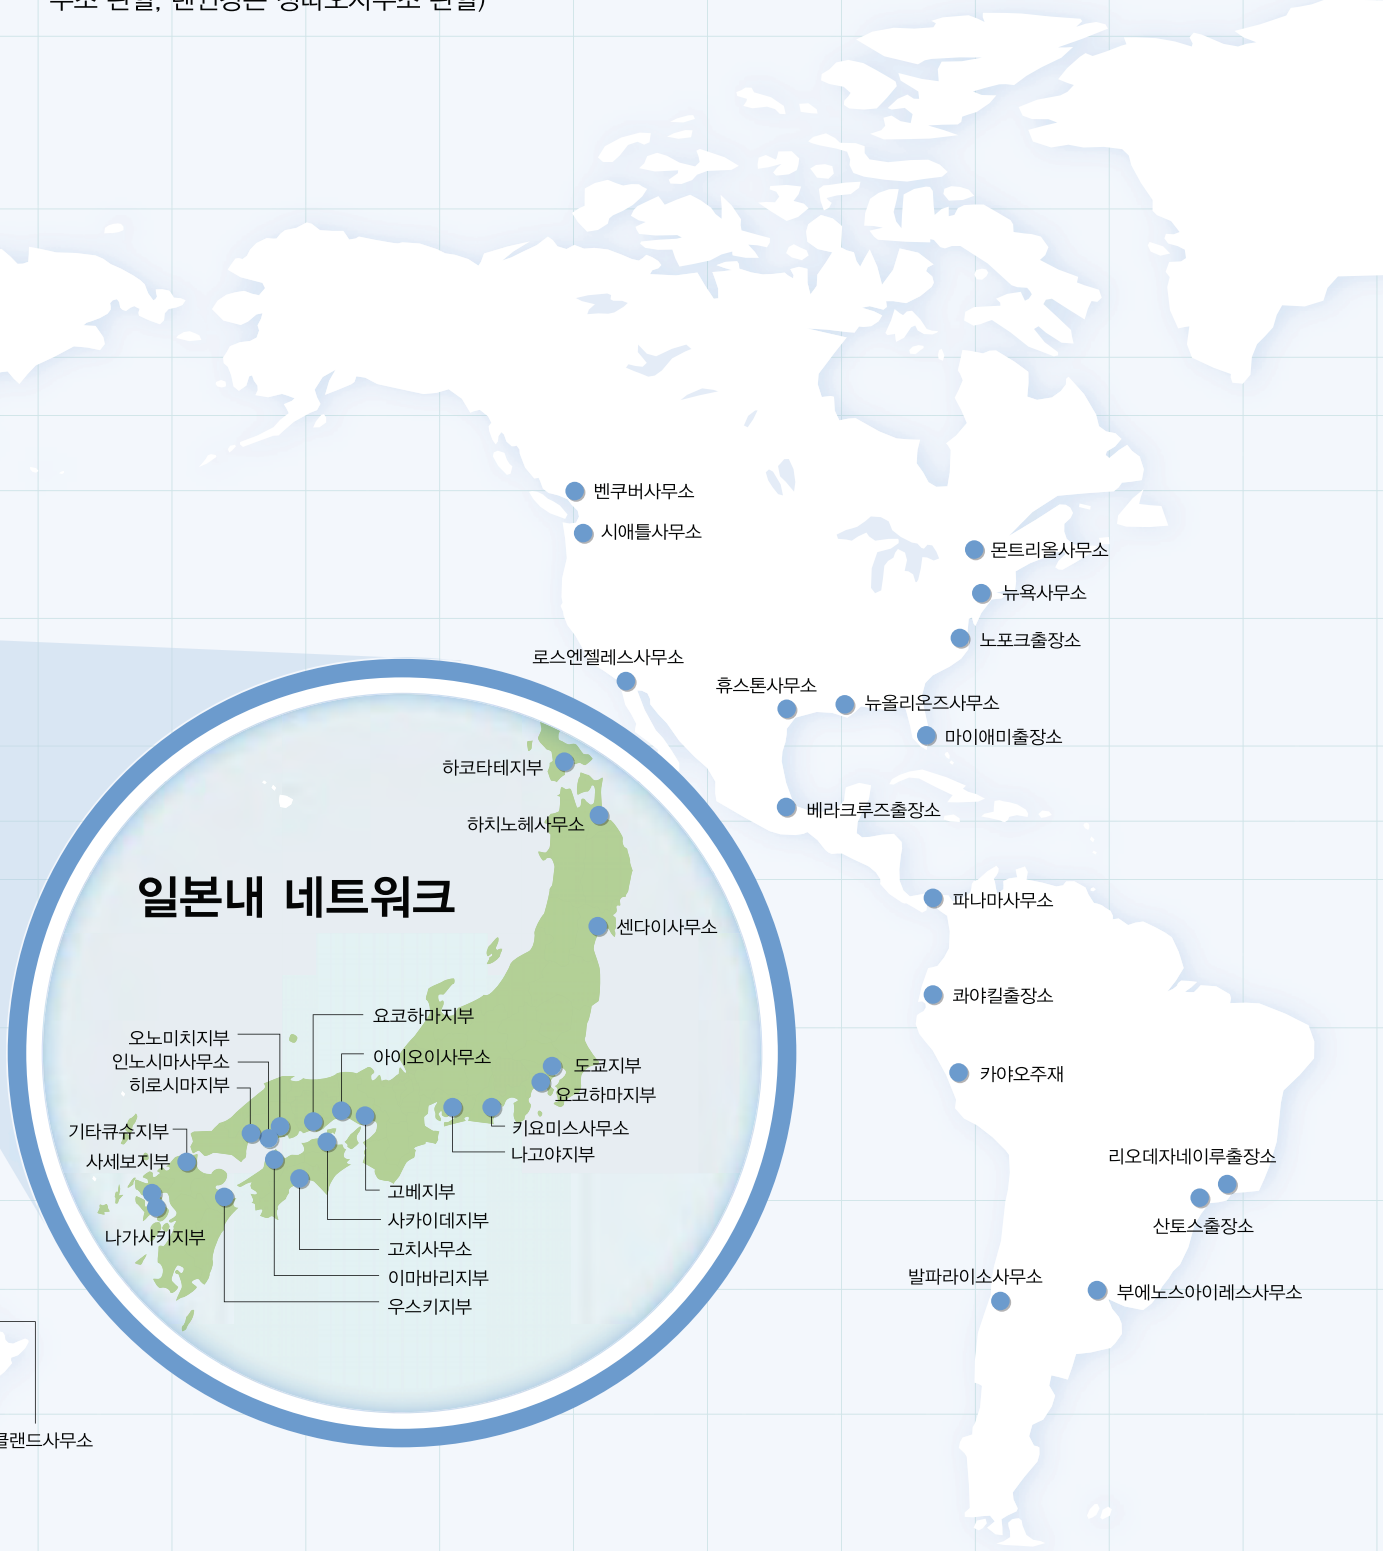 벤쿠버사무소
시애틀사무소
몬트리올사무소
뉴욕사무소
노포크출장소
로스엔젤레스사무소
휴스톤사무소
뉴올리온즈사무소
마이애미출장소
베라크루즈출장소
파나마사무소
콰야킬출장소
카야오주재
리오데자네이루출장소
산토스출장소
발파라이소사무소
부에노스아이레스사무소
일본내 네트워크
하코타테지부
하치노헤사무소
센다이사무소
요코하마지부
오노미치지부
아이오이사무소
인노시마사무소
히로시마지부
도쿄지부
요코하마지부
기타큐슈지부
키요미스사무소
나고야지부
사세보지부
고베지부
사카이데지부
나가사키지부
고치사무소
이마바리지부
우스키지부
클랜드사무소